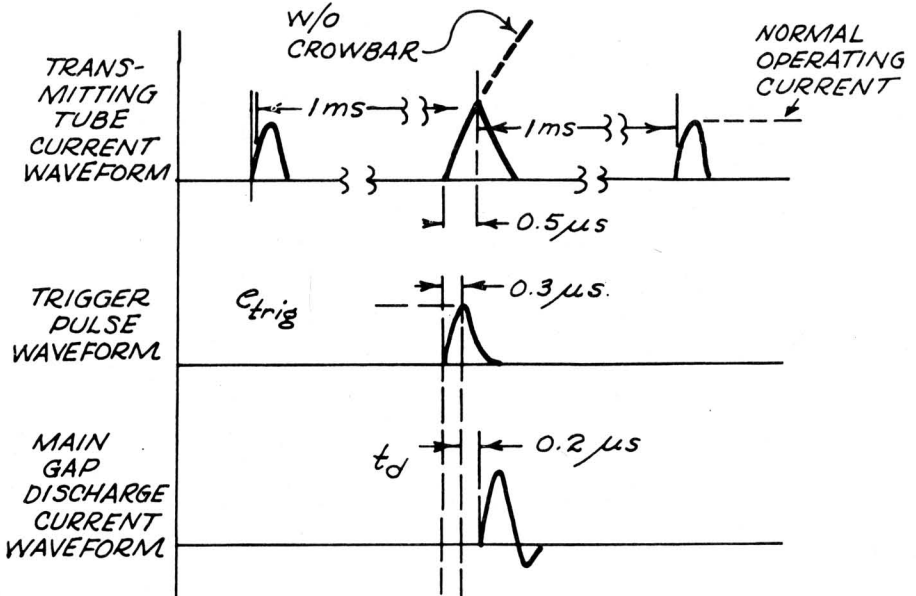 W/O
CROWBAR
NORMAL
OPERATING
CURRENT
TRANS-
MITTING
TUBE
CURRENT
WAVEFORM
1ms
1ms
0.5μs
TRIGGER
PULSE
WAVEFORM
etrig
0.3μs.
MAIN
GAP
DISCHARGE
CURRENT
WAVEFORM
td
0.2μs